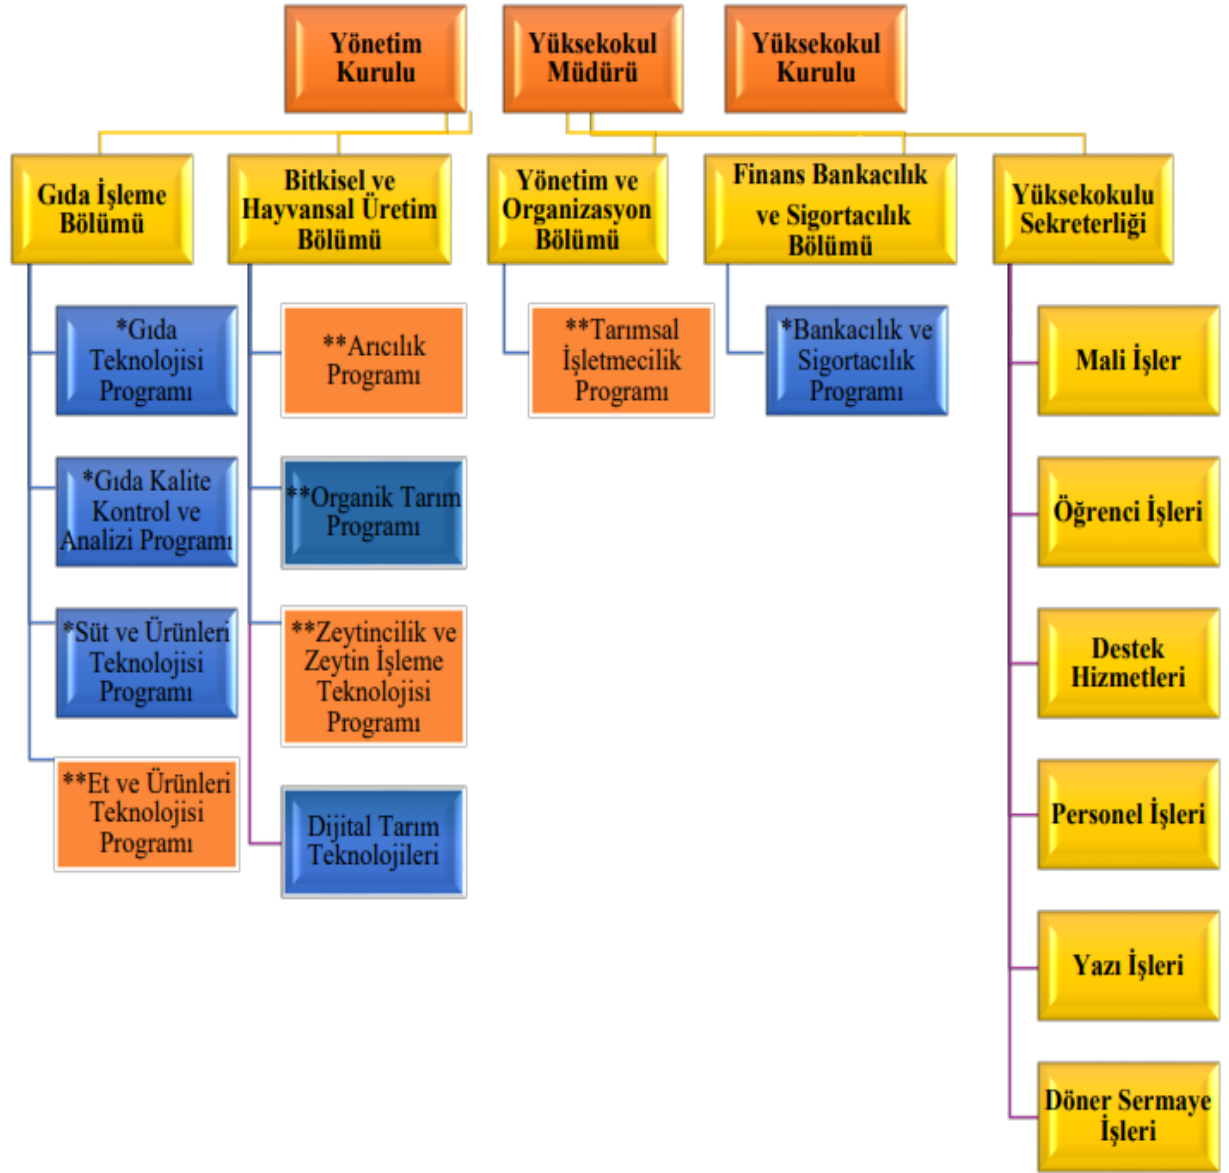 Yönetim
Kurulu
Yüksekokul
Müdürü
Yüksekokul
Kurulu
Gıda İşleme
Bölümü
Bitkisel ve
Hayvansal Üretim
Bölümü
Yönetim ve
Organizasyon
Bölümü
Finans Bankacılık
ve Sigortacılık
Bölümü
Yüksekokulu
Sekreterliği
*Gıda
Teknolojisi
Programı
*Gıda Kalite
Kontrol ve
Analizi Programı
*Süt ve Ürünleri
Teknolojisi
Programı
**Et ve Ürünleri
Teknolojisi
Programı
**Arıcılık
Programı
**Organik Tarım
Programı
**Zeytincilik ve
Zeytin İşleme
Teknolojisi
Programı
Dijital Tarım
Teknolojileri
**Tarımsal
İşletmecilik
Programı
*Bankacılık ve
Sigortacılık
Programı
Mali İşler
Öğrenci İşleri
Destek
Hizmetleri
Personel İşleri
Yazı İşleri
Döner Sermaye
İşleri